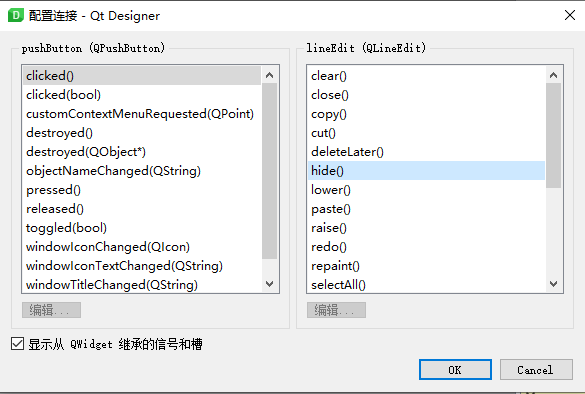 配置连接 - Qt Designer
pushButton (QPushButton)
clicked()
clicked(bool)
customContextMenuRequested(QPoint)
destroyed()
destroyed(QObject*)
objectNameChanged(QString)
pressed()
released()
toggled(bool)
windowIconChanged(QIcon)
windowIconTextChanged(QString)
windowTitleChanged(QString)
编辑...
lineEdit (QLineEdit)
clear()
close()
copy()
cut()
deleteLater()
hide()
lower()
paste()
raise()
redo()
repaint()
selectAll()
编辑...
显示从 QWidget 继承的信号和槽
OK
Cancel